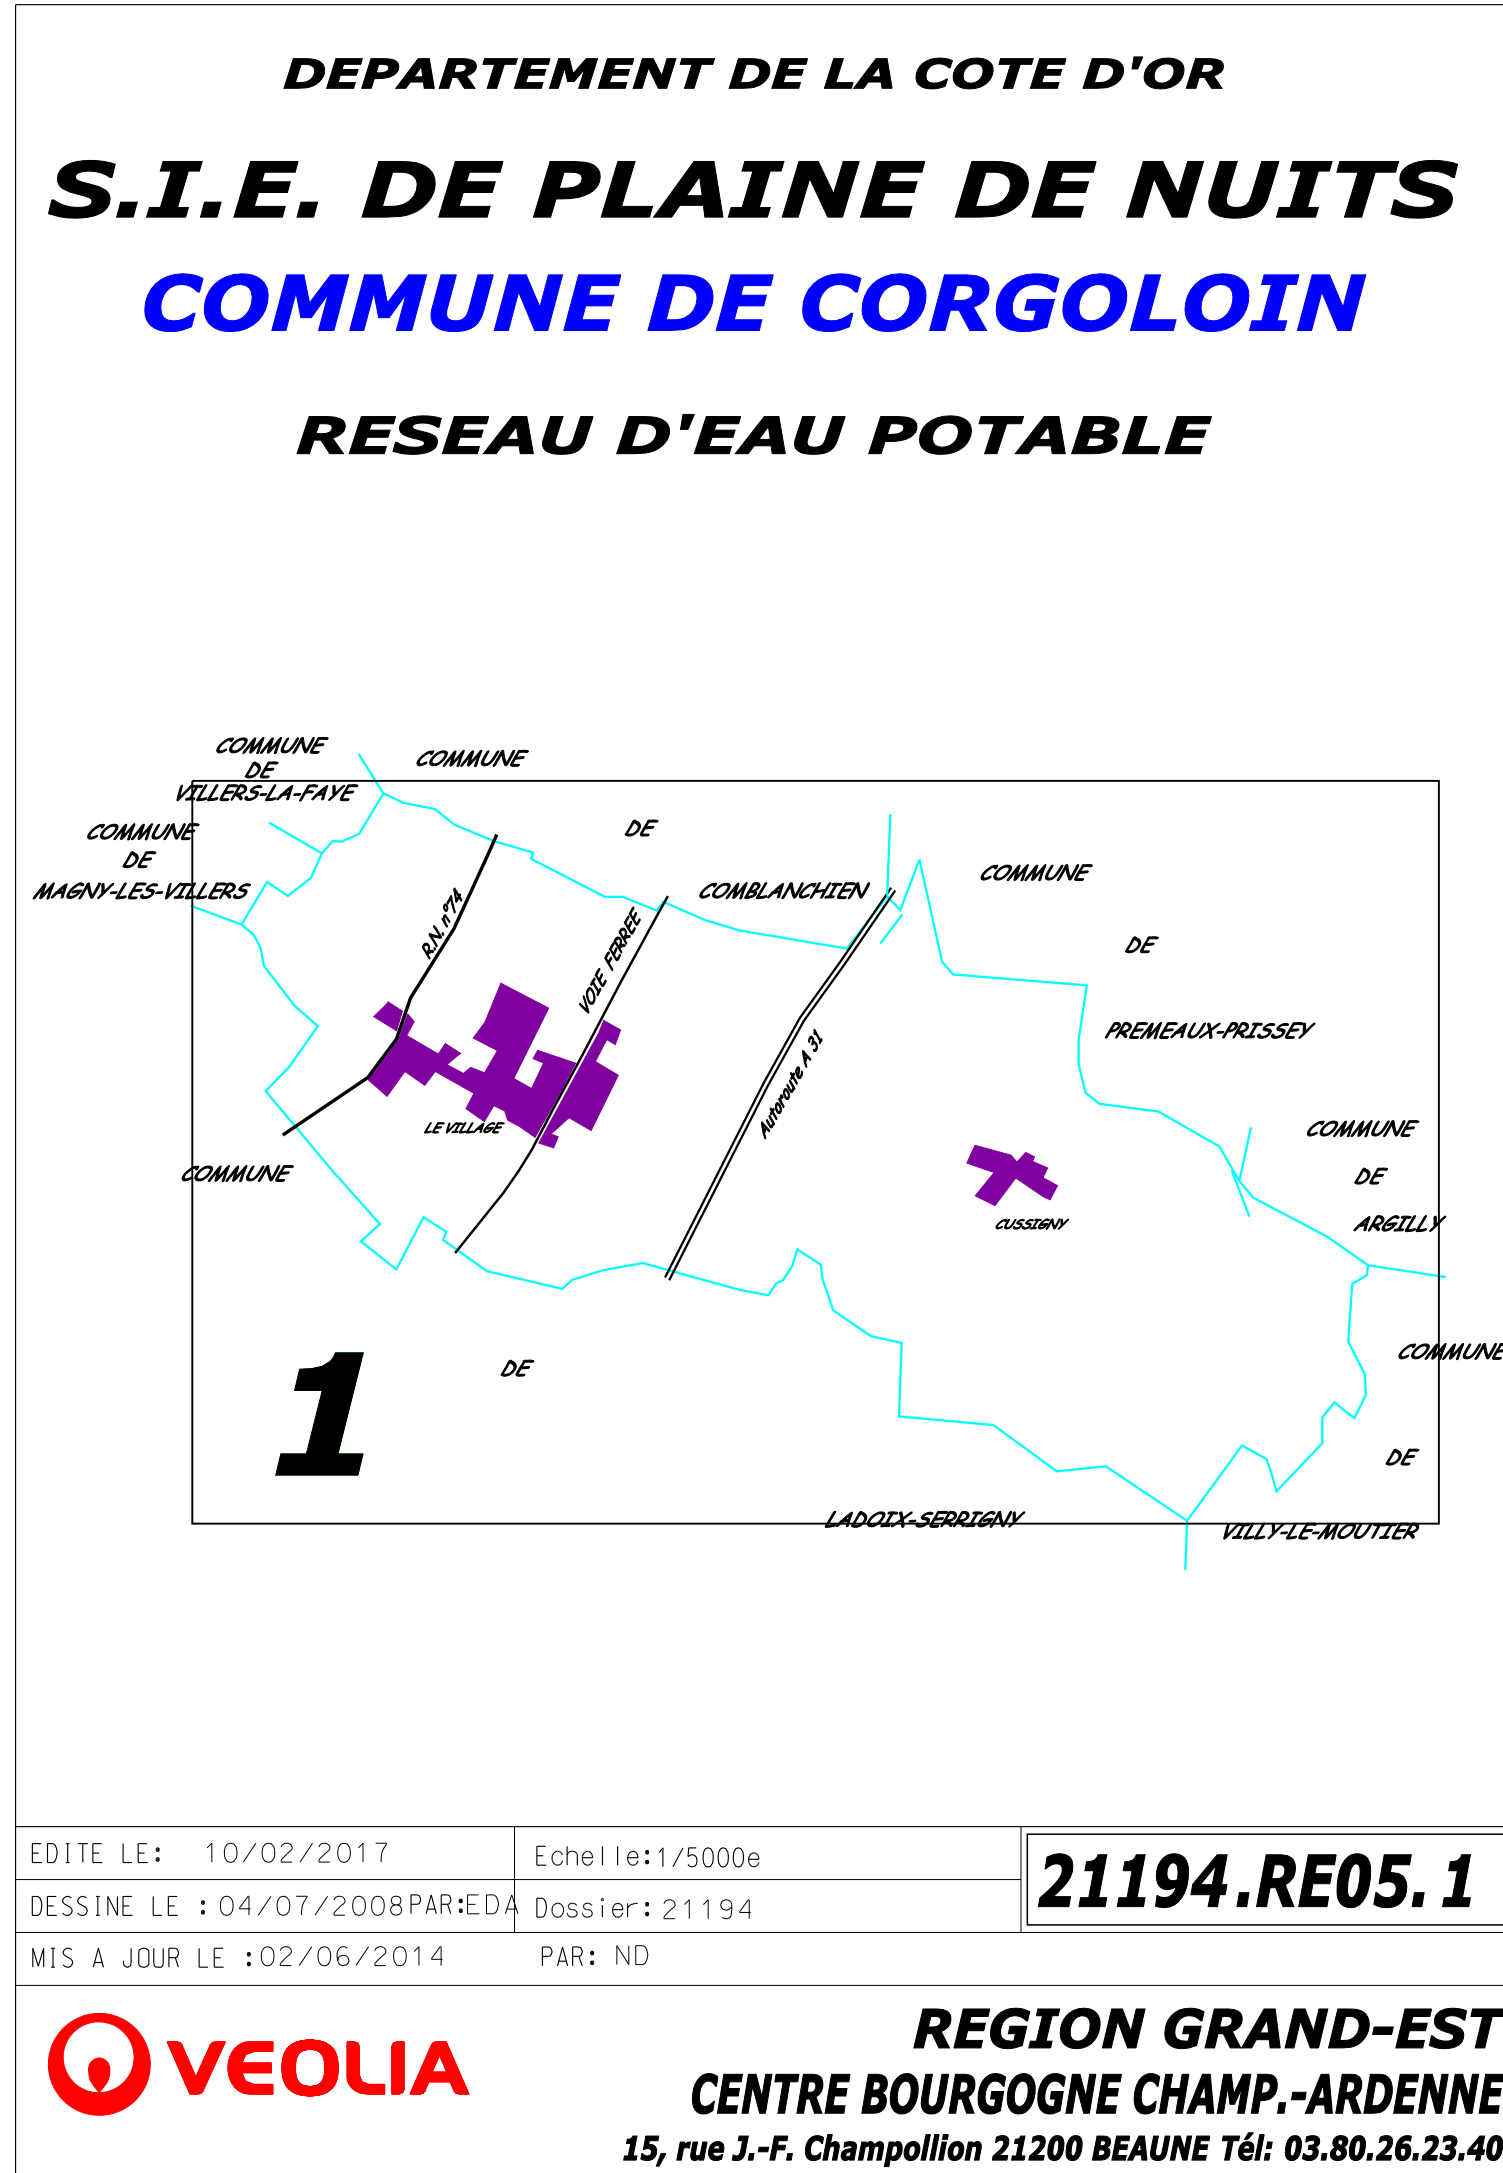 DEPARTEMENT DE LA COTE D'OR
S.I.E. DE PLAINE DE NUITS
COMMUNE DE CORGOLOIN
RESEAU D'EAU POTABLE
COMMUNE
DE
VILLERS-LA-FAYE
COMMUNE
DE
COMBLANCHIEN
COMMUNE
DE
MAGNY-LES-VILLERS
COMMUNE
DE
PREMEAUX-PRISSEY
R.N. n°74
VOIE FERREE
Autoroute A 31
LE VILLAGE
CUSSIGNY
COMMUNE
DE
ARGILLY
COMMUNE
DE
LADOIX-SERRIGNY
COMMUNE
DE
VILLY-LE-MOUTIER
1
EDITE LE: 10/02/2017
Echelle:1/5000e
21194.RE05.1
DESSINE LE :04/07/2008PAR:EDA
Dossier:21194
MIS A JOUR LE :02/06/2014 PAR: ND
VEOLIA
REGION GRAND-EST
CENTRE BOURGOGNE CHAMP.-ARDENNE
15, rue J.-F. Champollion 21200 BEAUNE Tél: 03.80.26.23.40